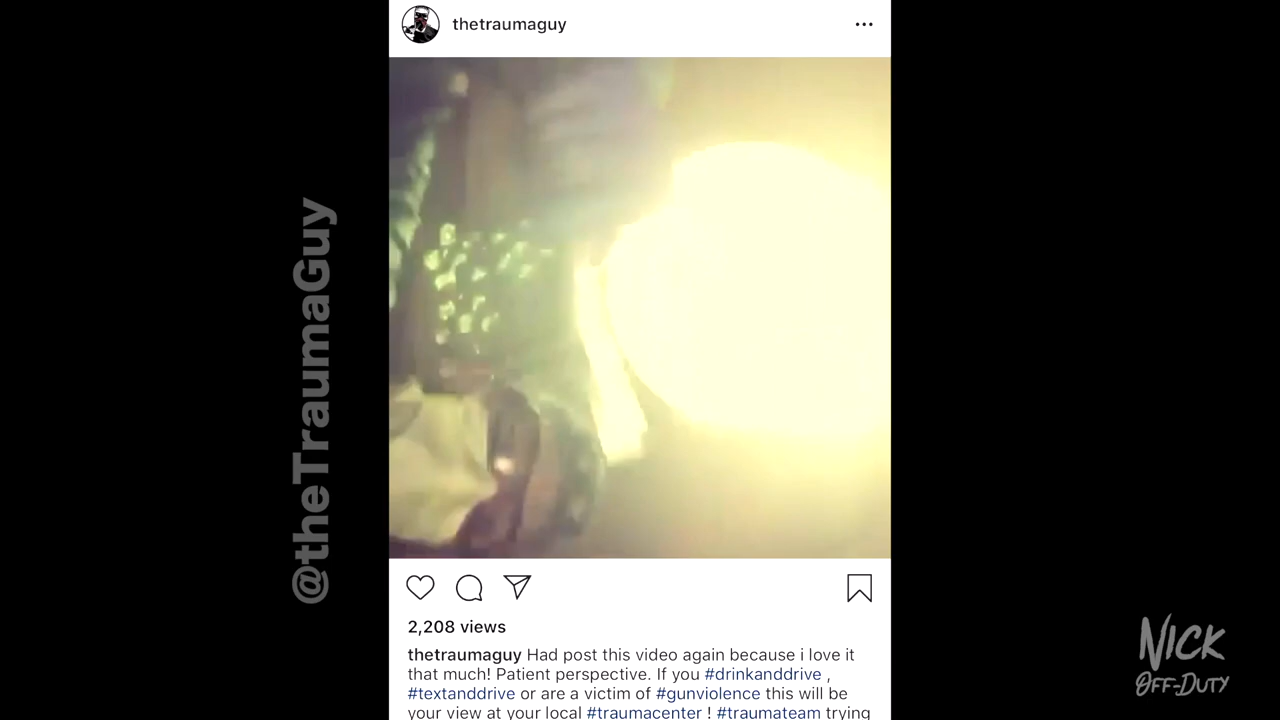 thetraumaguy
@theTraumaGuy
2,208 views
thetraumaguy Had post this video again because i love it
that much! Patient perspective. If you #drinkanddrive ,
#textanddrive or are a victim of #gunviolence this will be
your view at your local #traumacenter ! #traumateam trying
NICK
OFF-DUTY